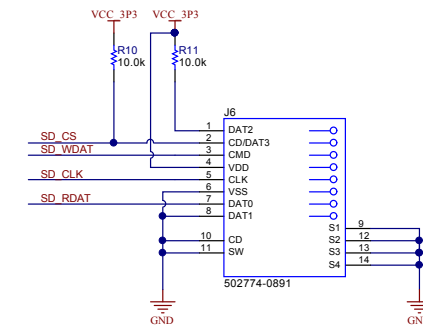 VCC_3P3 VCC_3P3
R10 R11
10.0k 10.0k
J6
1 DAT2
SD_CS 2 CD/DAT3
SD_WDAT 3 CMD
4 VDD
SD_CLK 5 CLK
6 VSS
SD_RDAT 7 DAT0
8 DAT1
S1 9
10 CD S2 12
11 SW S3 13
S4 14
502774-0891
GND GND